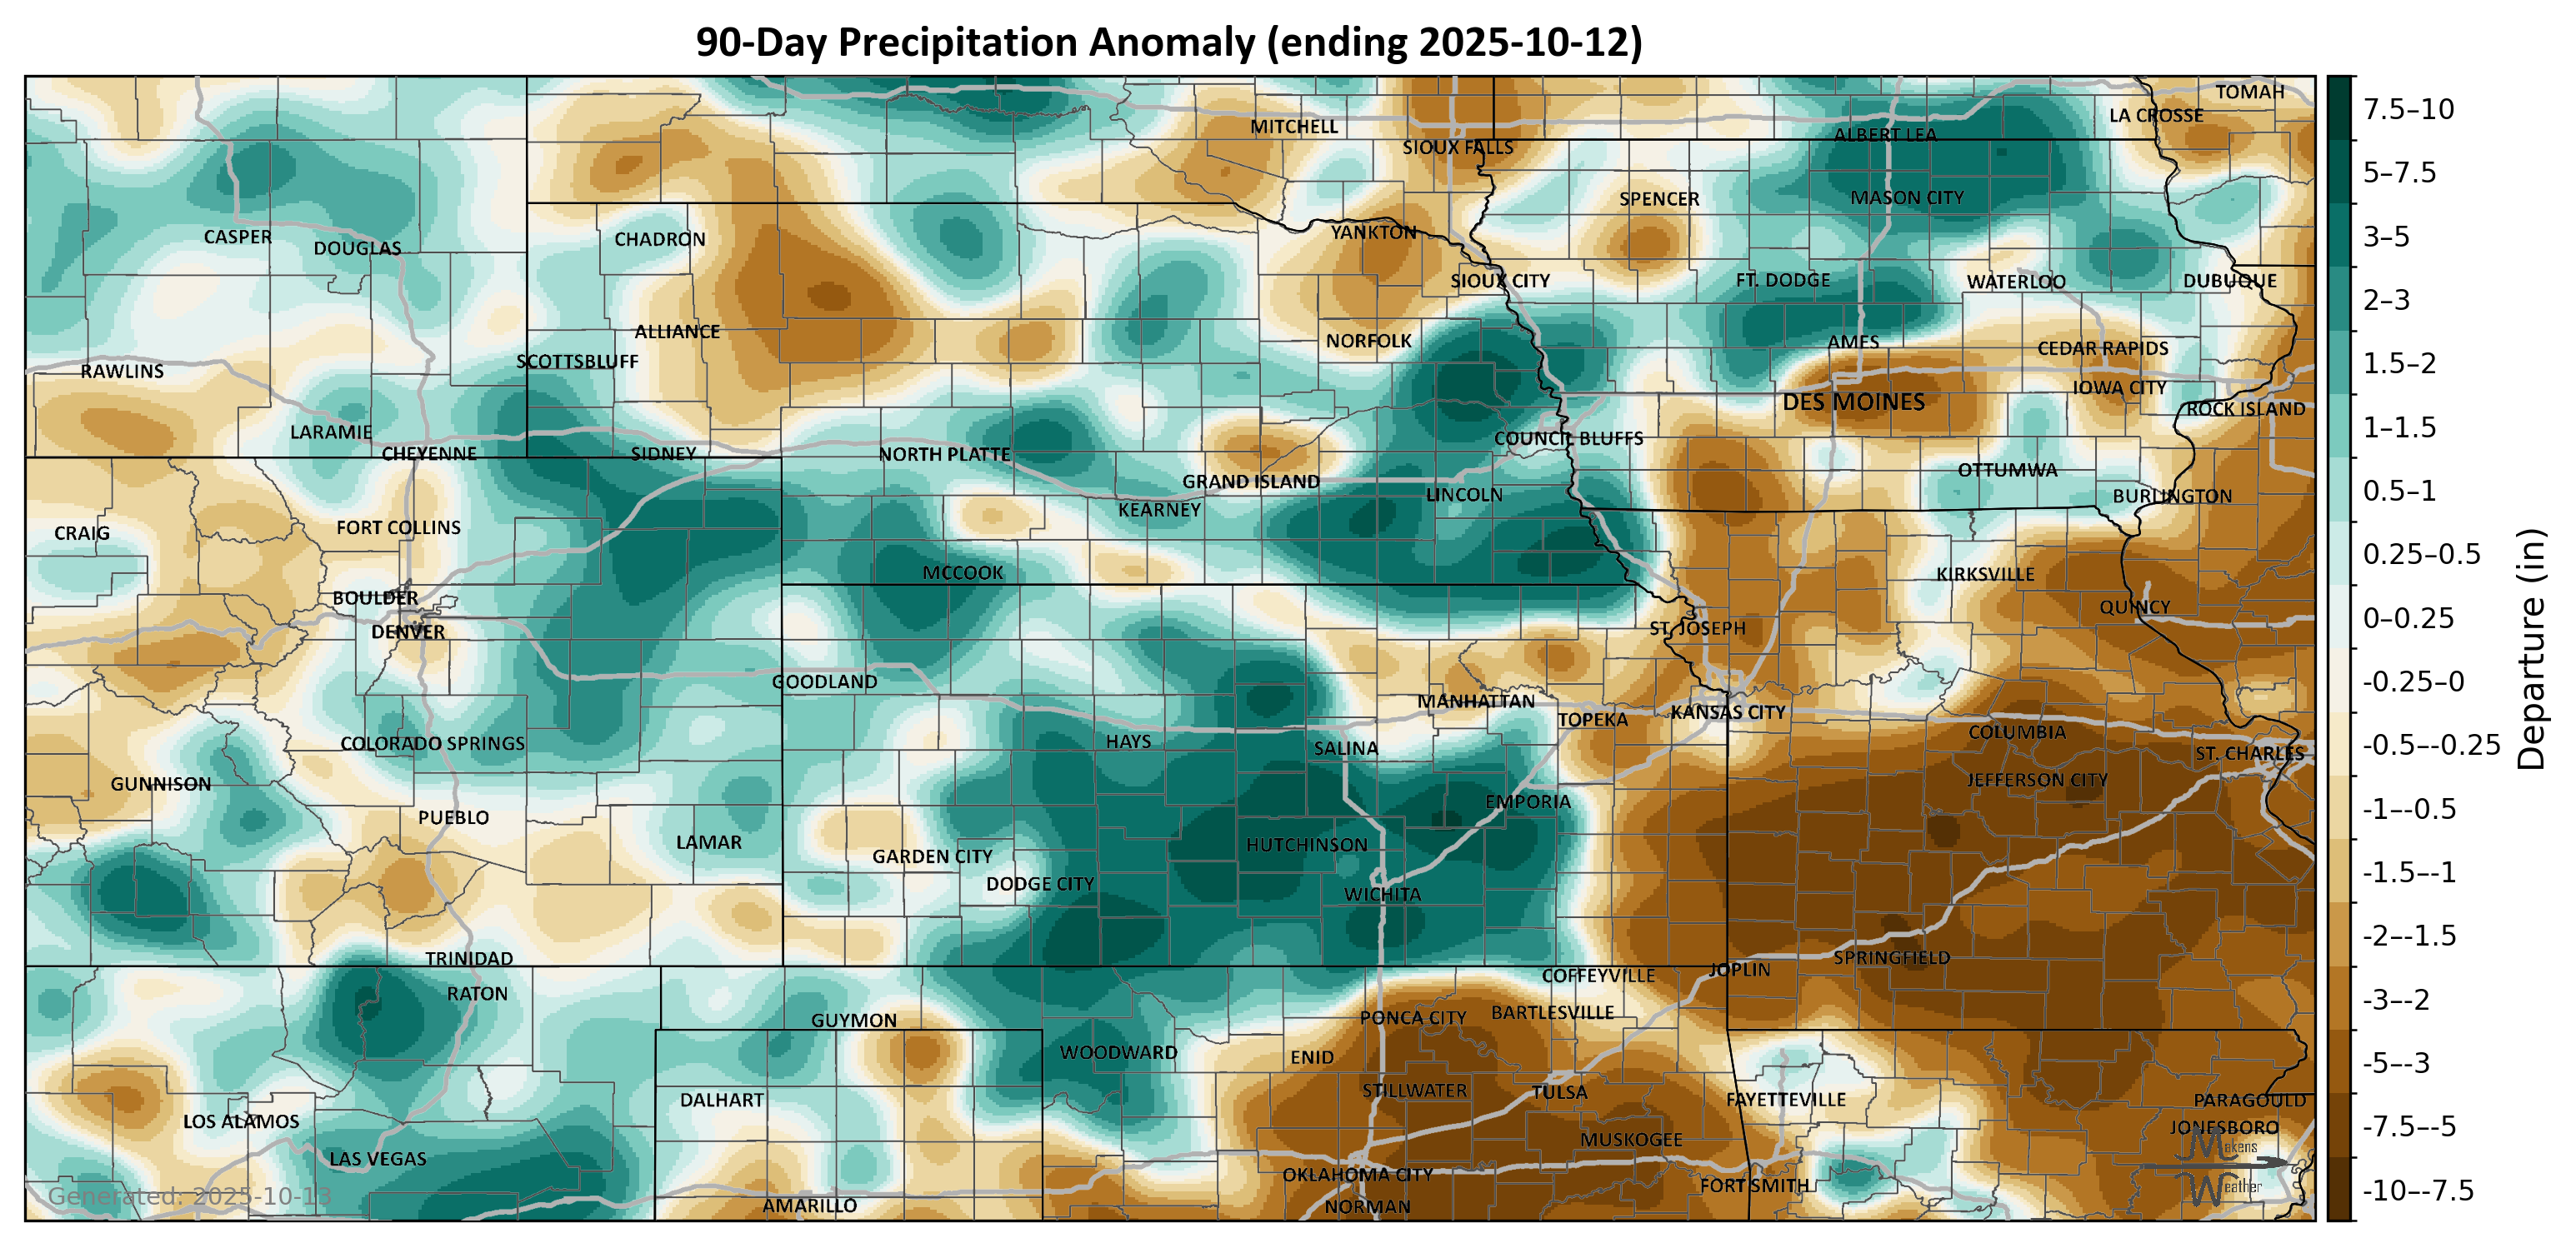 90-Day Precipitation Anomaly (ending 2025-10-12)
TOMAH
LA CROSSE
MITCHELL
ALBERT LEA
SIOUX FALLS
SPENCER
MASON CITY
CASPER
DOUGLAS
CHADRON
YANKTON
SIOUX CITY
FT. DODGE
WATERLOO
DUBUQUE
ALLIANCE
NORFOLK
AMES
CEDAR RAPIDS
SCOTTSBLUFF
RAWLINS
IOWA CITY
DES MOINES
ROCK ISLAND
LARAMIE
COUNCIL BLUFFS
CHEYENNE
SIDNEY
NORTH PLATTE
OTTUMWA
GRAND ISLAND
LINCOLN
BURLINGTON
KEARNEY
CRAIG
FORT COLLINS
MCCOOK
KIRKSVILLE
BOULDER
QUINCY
DENVER
ST. JOSEPH
GOODLAND
MANHATTAN
TOPEKA
KANSAS CITY
COLUMBIA
COLORADO SPRINGS
HAYS
SALINA
ST. CHARLES
GUNNISON
JEFFERSON CITY
EMPORIA
PUEBLO
LAMAR
HUTCHINSON
GARDEN CITY
DODGE CITY
WICHITA
TRINIDAD
SPRINGFIELD
JOPLIN
COFFEYVILLE
RATON
BARTLESVILLE
PONCA CITY
GUYMON
WOODWARD
ENID
STILLWATER
TULSA
DALHART
FAYETTEVILLE
PARAGOULD
LOS ALAMOS
JONESBORO
MUSKOGEE
LAS VEGAS
OKLAHOMA CITY
FORT SMITH
AMARILLO
NORMAN
Generated: 2025-10-13
Makens
Weather
7.5–10
5–7.5
3–5
2–3
1.5–2
1–1.5
0.5–1
0.25–0.5
0–0.25
-0.25–0
-0.5–-0.25
-1–-0.5
-1.5–-1
-2–-1.5
-3–-2
-5–-3
-7.5–-5
-10–-7.5
Departure (in)